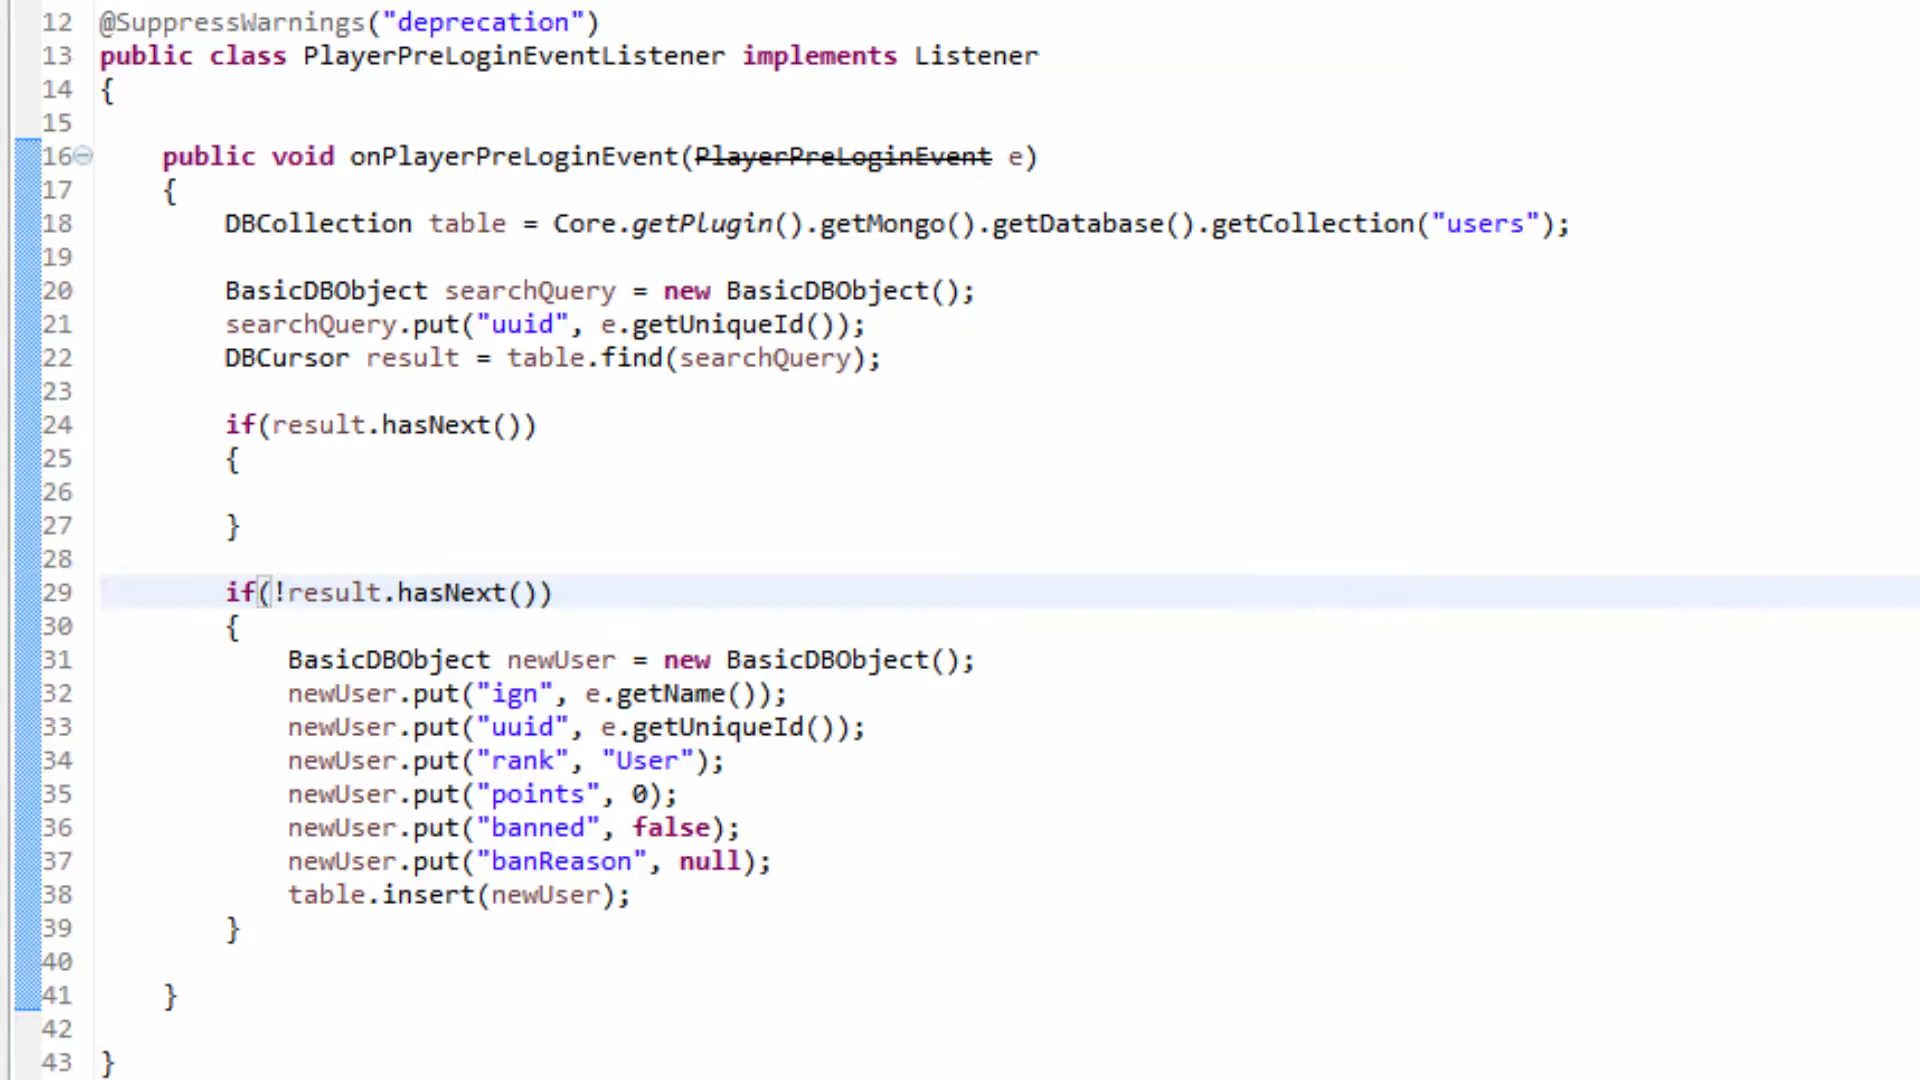 12 @SuppressWarnings("deprecation")
13 public class PlayerPreLoginEventListener implements Listener
14 {
15
16 public void onPlayerPreLoginEvent(PlayerPreLoginEvent e)
17 {
18 DBCollection table = Core.getPlugin().getMongo().getDatabase().getCollection("users");
19
20 BasicDBObject searchQuery = new BasicDBObject();
21 searchQuery.put("uuid", e.getUniqueId());
22 DBCursor result = table.find(searchQuery);
23
24 if(result.hasNext())
25 {
26
27 }
28
29 if(!result.hasNext())
30 {
31 BasicDBObject newUser = new BasicDBObject();
32 newUser.put("ign", e.getName());
33 newUser.put("uuid", e.getUniqueId());
34 newUser.put("rank", "User");
35 newUser.put("points", 0);
36 newUser.put("banned", false);
37 newUser.put("banReason", null);
38 table.insert(newUser);
39 }
40
41 }
42
43 }